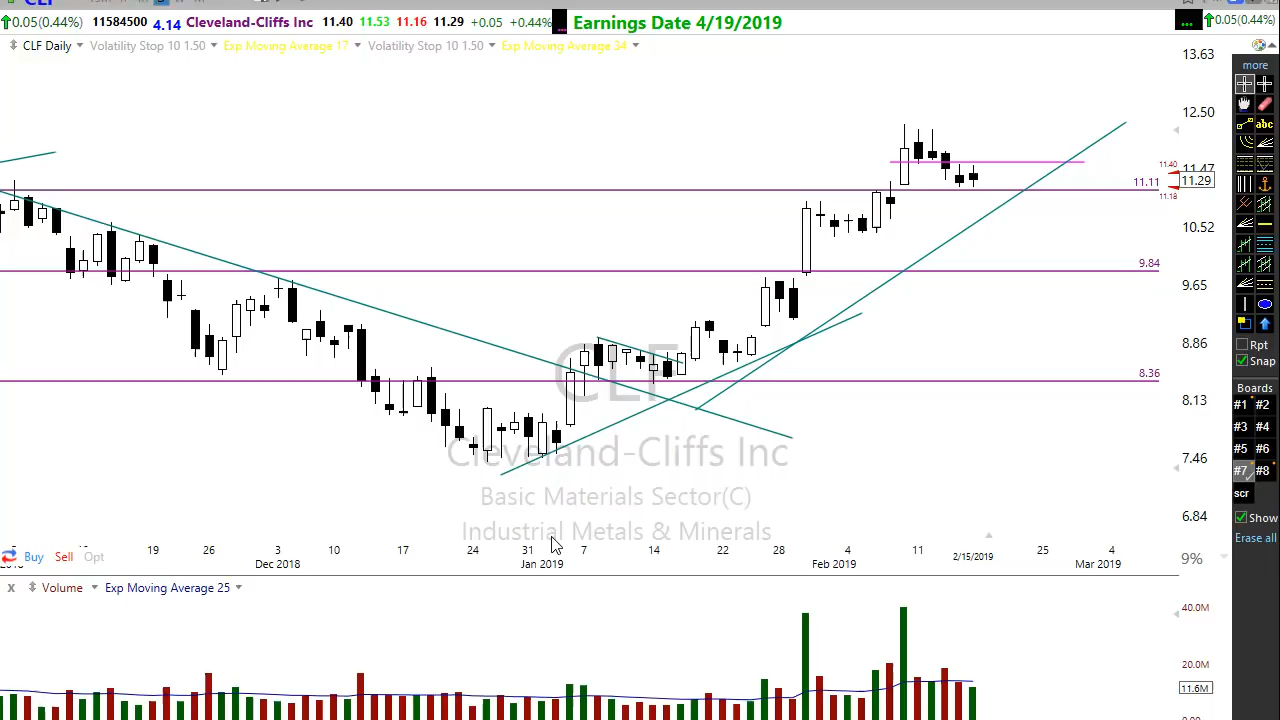 0.05(0.44%) 11584500 4.14 Cleveland-Cliffs Inc 11.40 11.53 11.16 11.29 +0.05 +0.44% ... Earnings Date 4/19/2019 ... 0.05(0.44%)
CLF Daily Volatility Stop 10 1.50 Exp Moving Average 17 Volatility Stop 10 1.50 Exp Moving Average 34
13.63
more
12.50
abc
11.40
11.47
11.11 11.29
11.18
10.52
9.84
9.65
8.86
Rpt
Snap
8.36
CLF
Boards
8.13
#1 #2
#3 #4
Cleveland-Cliffs Inc
7.46
#5 #6
#7 #8
Basic Materials Sector(C)
scr
6.84
Show
Industrial Metals & Minerals
Erase all
19 26 3 10 17 24 31 7 14 22 28 4 11 2/15/2019 25 4
Buy Sell Opt
9%
Dec 2018 Jan 2019 Feb 2019 Mar 2019
x Volume Exp Moving Average 25
40.0M
20.0M
11.6M